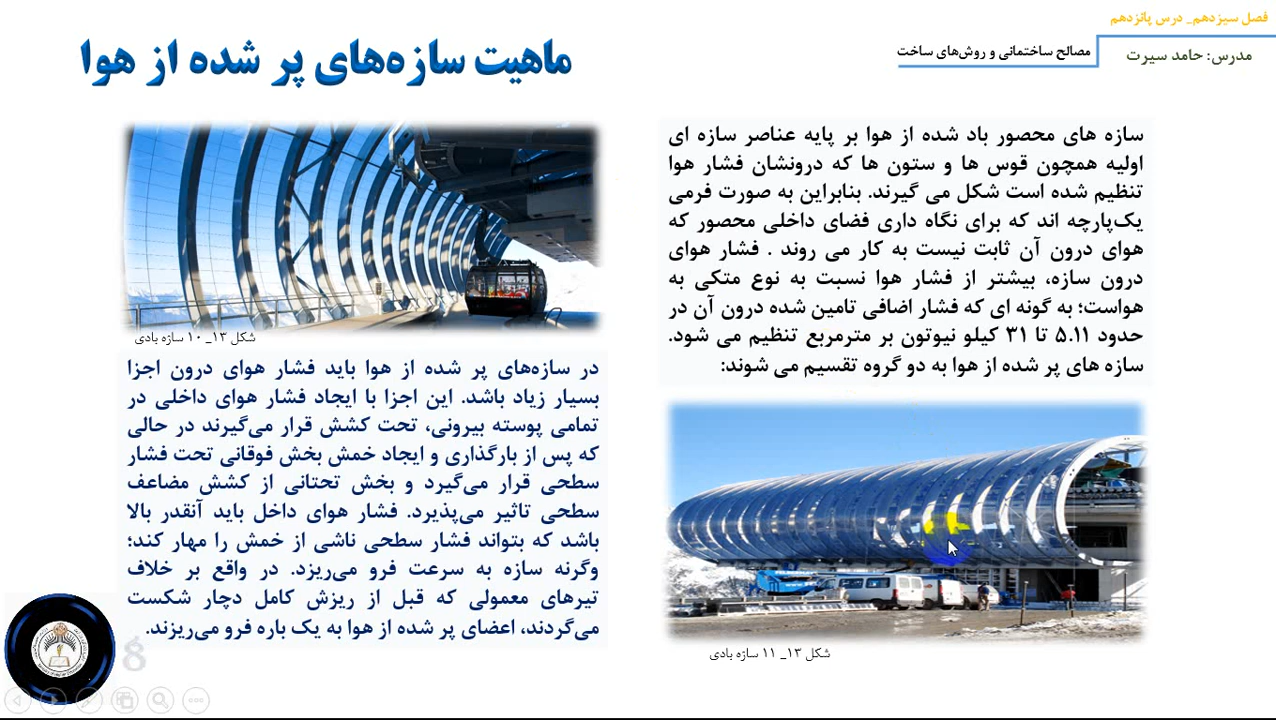 فصل سیزدهم_ درس پانزدهم
مدرس: حامد سیرت
مصالح ساختمانی و روش‌های ساخت
ماهیت سازه‌های پر شده از هوا
سازه های محصور باد شده از هوا بر پایه عناصر سازه ای
اولیه همچون قوس ها و ستون ها که درونشان فشار هوا
تنظیم شده است شکل می گیرند. بنابراین به صورت فرمی
یک‌پارچه اند که برای نگاه داری فضای داخلی محصور که
هوای درون آن ثابت نیست به کار می روند . فشار هوای
درون سازه، بیشتر از فشار هوا نسبت به نوع متکی به
هواست؛ به گونه ای که فشار اضافی تامین شده درون آن در
حدود ۵.۱۱ تا ۳۱ کیلو نیوتون بر مترمربع تنظیم می شود.
سازه های پر شده از هوا به دو گروه تقسیم می شوند:
شکل ۱۳_ ۱۱ سازه بادی
شکل ۱۳_ ۱۰ سازه بادی
در سازه‌های پر شده از هوا باید فشار هوای درون اجزا
بسیار زیاد باشد. این اجزا با ایجاد فشار هوای داخلی در
تمامی پوسته بیرونی، تحت کشش قرار می‌گیرند در حالی
که پس از بارگذاری و ایجاد خمش بخش فوقانی تحت فشار
سطحی قرار می‌گیرد و بخش تحتانی از کشش مضاعف
سطحی تاثیر می‌پذیرد. فشار هوای داخل باید آنقدر بالا
باشد که بتواند فشار سطحی ناشی از خمش را مهار کند؛
وگرنه سازه به سرعت فرو می‌ریزد. در واقع بر خلاف
تیرهای معمولی که قبل از ریزش کامل دچار شکست
می‌گردند، اعضای پر شده از هوا به یک باره فرو می‌ریزند.
8